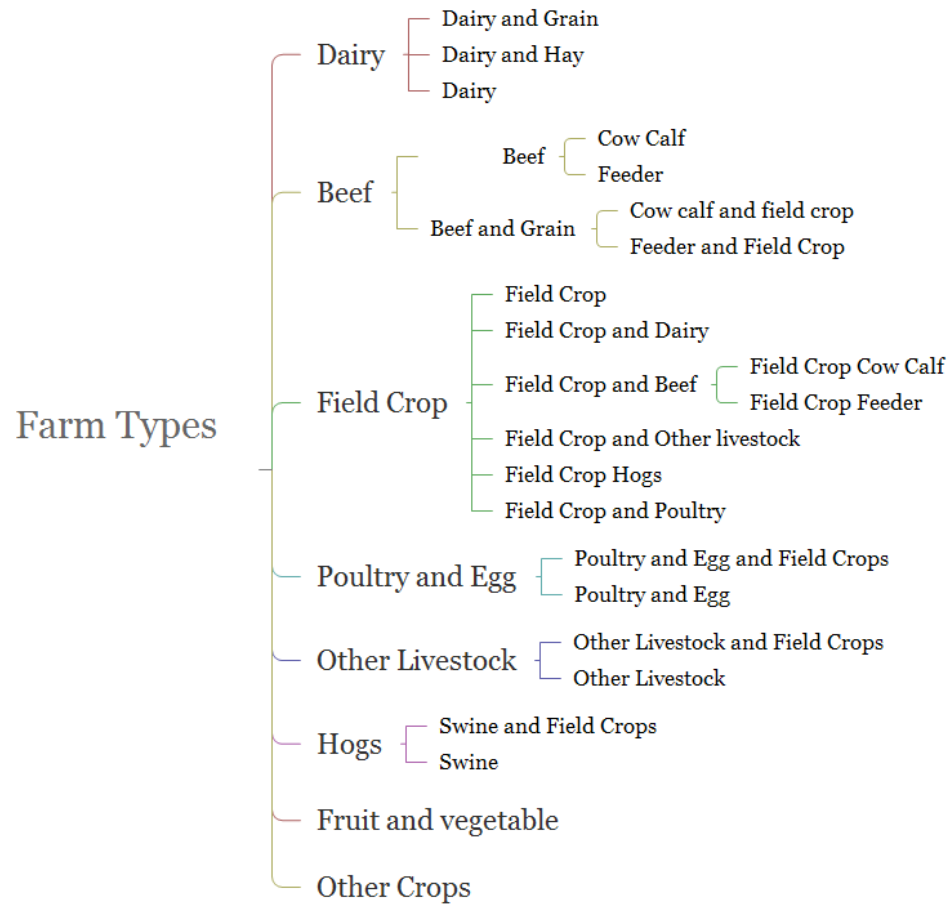 Farm Types
Dairy
Dairy and Grain
Dairy and Hay
Dairy
Beef
Beef
Cow Calf
Feeder
Beef and Grain
Cow calf and field crop
Feeder and Field Crop
Field Crop
Field Crop
Field Crop and Dairy
Field Crop and Beef
Field Crop Cow Calf
Field Crop Feeder
Field Crop and Other livestock
Field Crop Hogs
Field Crop and Poultry
Poultry and Egg
Poultry and Egg and Field Crops
Poultry and Egg
Other Livestock
Other Livestock and Field Crops
Other Livestock
Hogs
Swine and Field Crops
Swine
Fruit and vegetable
Other Crops